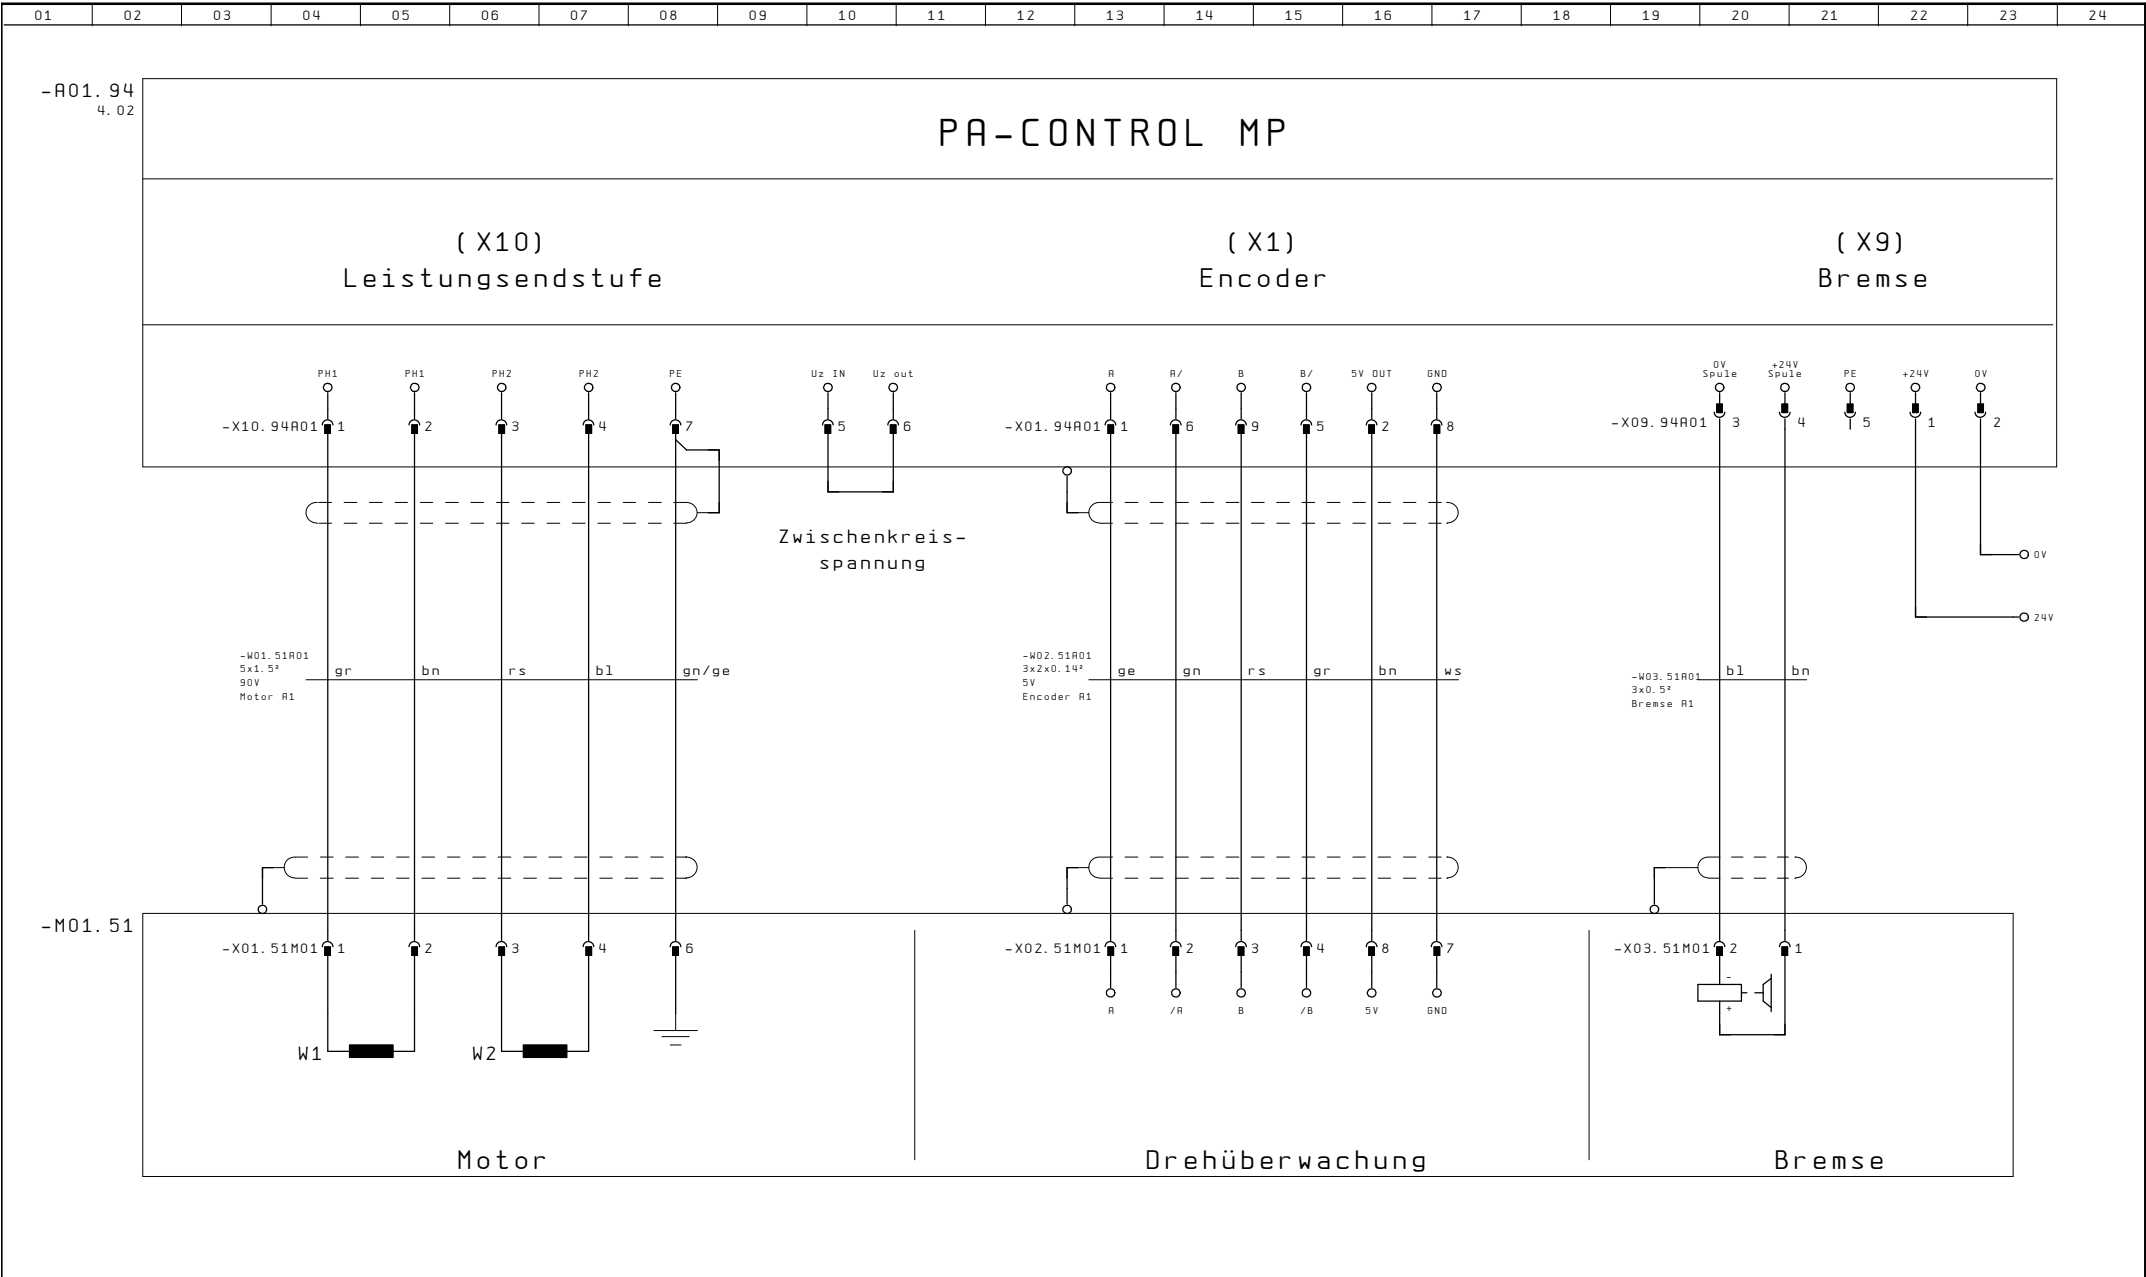 01 02 03 04 05 06 07 08 09 10 11 12 13 14 15 16 17 18 19 20 21 22 23 24
-A01.94
4.02
PA-CONTROL MP
(X10) (X1) (X9)
Leistungsendstufe Encoder Bremse
0V +24V
PH1 PH1 PH2 PH2 PE Uz IN Uz out A A/ B B/ 5V OUT GND Spule Spule PE +24V 0V
-X10.94A01 1 2 3 4 7 5 6 -X01.94A01 1 6 9 5 2 8 -X09.94A01 3 4 5 1 2
Zwischenkreis-
spannung
0V
24V
-W01.51A01
5x1.5²
90V
Motor A1
gr bn rs bl gn/ge
-W02.51A01
3x2x0.14²
5V
Encoder A1
ge gn rs gr bn ws
-W03.51A01
3x0.5²
Bremse A1
bl bn
-M01.51
-X01.51M01 1 2 3 4 6 -X02.51M01 1 2 3 4 8 7 -X03.51M01 2 1
-
+
A /A B /B 5V GND
W1 W2
Motor Drehüberwachung Bremse